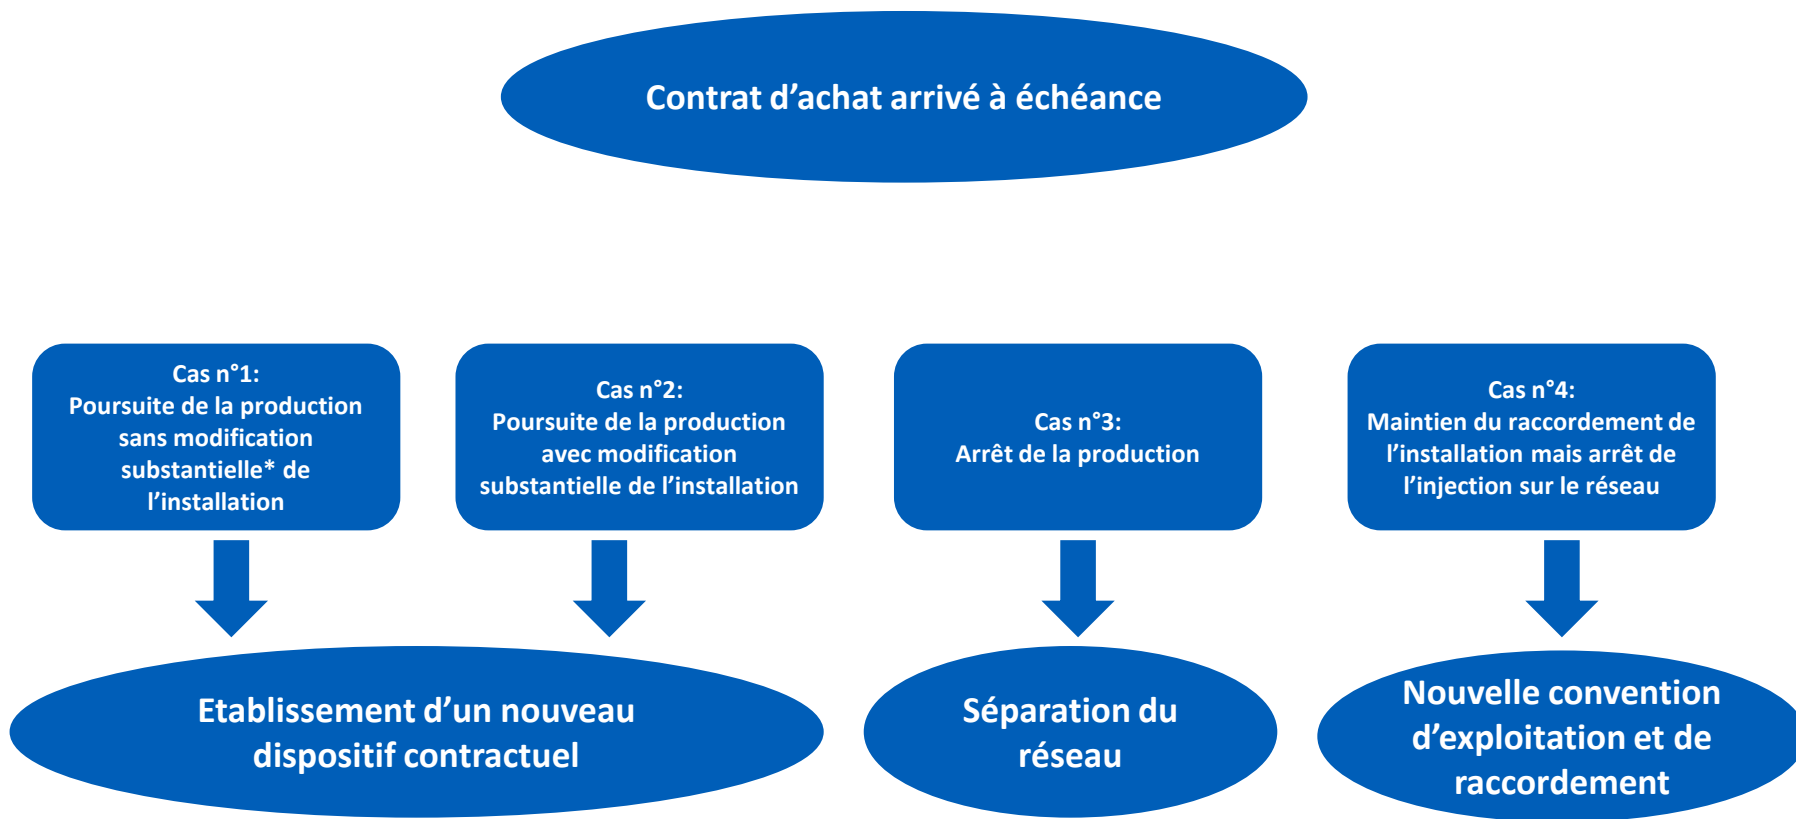 Contrat d’achat arrivé à échéance
Cas n°1:
Poursuite de la production
sans modification
substantielle* de
l’installation
Cas n°2:
Poursuite de la production
avec modification
substantielle de l’installation
Cas n°3:
Arrêt de la production
Cas n°4:
Maintien du raccordement de
l’installation mais arrêt de
l’injection sur le réseau
Etablissement d’un nouveau
dispositif contractuel
Séparation du
réseau
Nouvelle convention
d’exploitation et de
raccordement